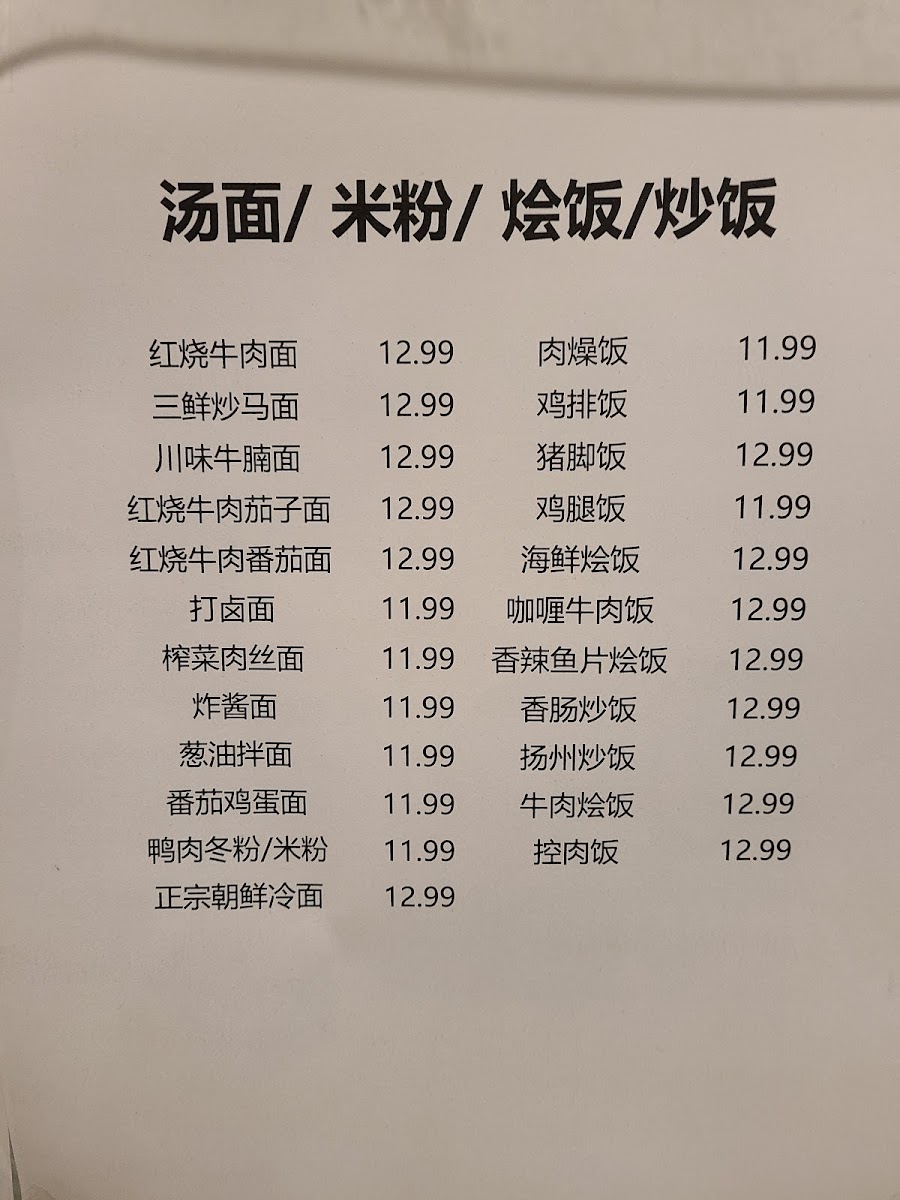 汤面/ 米粉/ 烩饭/炒饭
红烧牛肉面 12.99 肉燥饭 11.99
三鲜炒马面 12.99 鸡排饭 11.99
川味牛腩面 12.99 猪脚饭 12.99
红烧牛肉茄子面 12.99 鸡腿饭 11.99
红烧牛肉番茄面 12.99 海鲜烩饭 12.99
打卤面 11.99 咖喱牛肉饭 12.99
榨菜肉丝面 11.99 香辣鱼片烩饭 12.99
炸酱面 11.99 香肠炒饭 12.99
葱油拌面 11.99 扬州炒饭 12.99
番茄鸡蛋面 11.99 牛肉烩饭 12.99
鸭肉冬粉/米粉 11.99 控肉饭 12.99
正宗朝鲜冷面 12.99